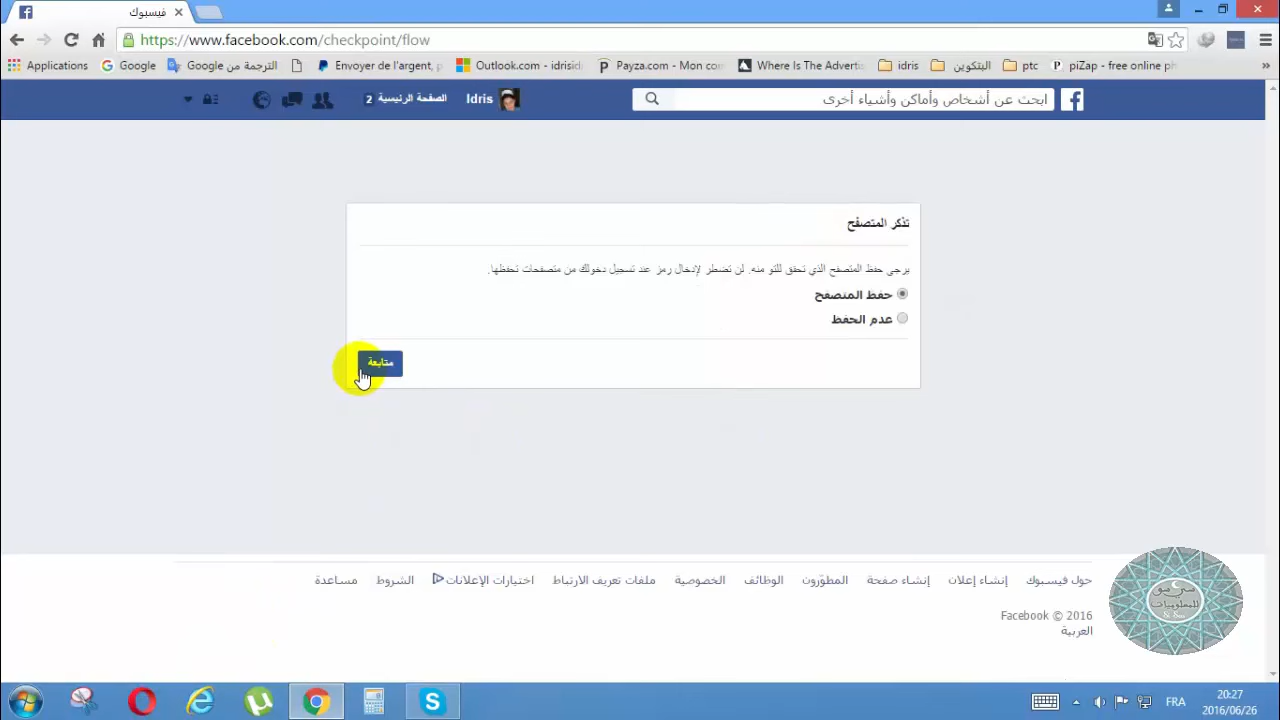 فيسبوك
https://www.facebook.com/checkpoint/flow
Applications
Google
الترجمة من Google
Envoyer de l'argent,
Outlook.com - idrisid
Payza.com - Mon co
Where Is The Adverti
idris
البتكوين
ptc
piZap - free online ph
»
ابحث عن أشخاص وأماكن وأشياء أخرى
Idris
الصفحة الرئيسية 2
تذكر المتصفح
يرجى حفظ المتصفح الذي تحقق للتو منه. لن تضطر لإدخال رمز عند تسجيل دخولك من متصفحات تحفظها.
حفظ المتصفح
عدم الحفظ
متابعة
حول فيسبوك
إنشاء إعلان
إنشاء صفحة
المطوّرون
الوظائف
الخصوصية
ملفات تعريف الارتباط
اختيارات الإعلانات
الشروط
مساعدة
Facebook © 2016
العربية
للمعلوميات
FRA
20:27
2016/06/26